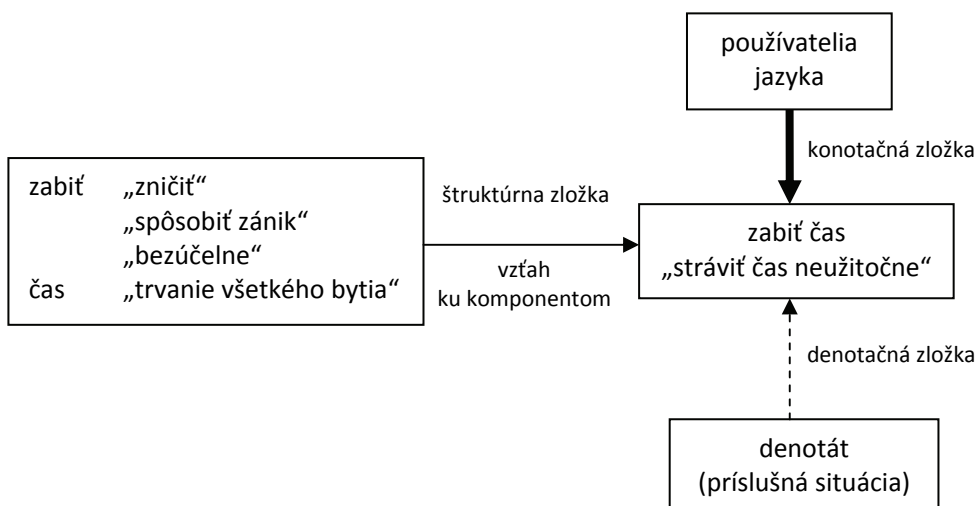 používatelia
jazyka
konotačná zložka
zabiť „zničiť“
„spôsobiť zánik“
„bezúčelne“
čas „trvanie všetkého bytia“
štruktúrna zložka
vzťah
ku komponentom
zabiť čas
„stráviť čas neužitočne“
denotačná zložka
denotát
(príslušná situácia)